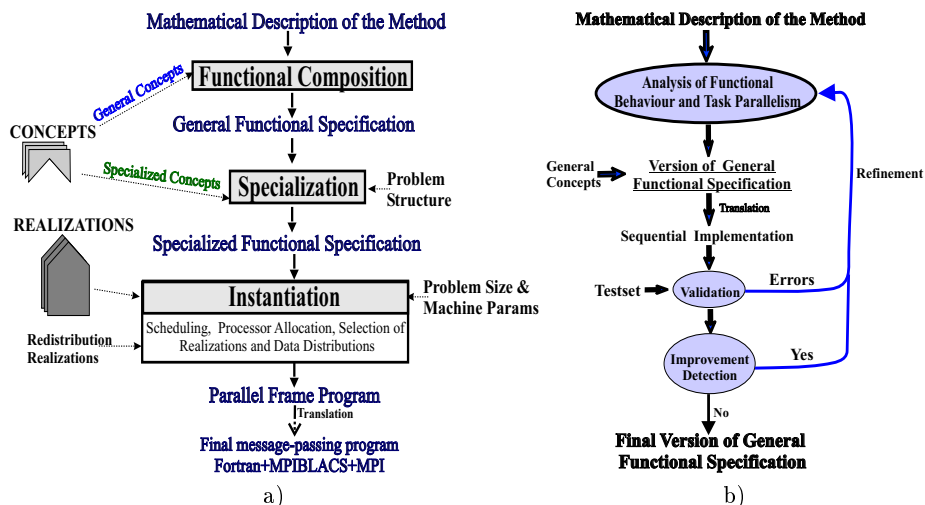 Mathematical Description of the Method
Functional Composition
General Concepts
General Functional Specification
CONCEPTS
Specialized Concepts
Specialization
Problem
Structure
REALIZATIONS
Specialized Functional Specification
Instantiation
Problem Size &
Machine Params
Scheduling, Processor Allocation, Selection of
Realizations and Data Distributions
Redistribution
Realizations
Parallel Frame Program
Translation
Final message-passing program
Fortran+MPIBLACS+MPI
a)
Mathematical Description of the Method
Analysis of Functional
Behaviour and Task Parallelism
General
Concepts
Version of General
Functional Specification
Refinement
Translation
Sequential Implementation
Testset
Validation
Errors
Improvement
Detection
Yes
No
Final Version of General
Functional Specification
b)